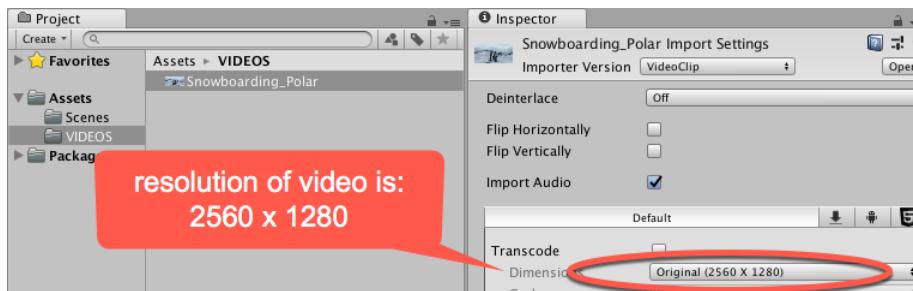 Project
Create
Favorites
Assets
Scenes
VIDEOS
Packag
Assets ▸ VIDEOS
Snowboarding_Polar
Inspector
Snowboarding_Polar Import Settings
Importer Version VideoClip
Open
Deinterlace Off
Flip Horizontally
Flip Vertically
Import Audio
Default
Transcode
Dimensio Original (2560 X 1280)
resolution of video is:
2560 x 1280